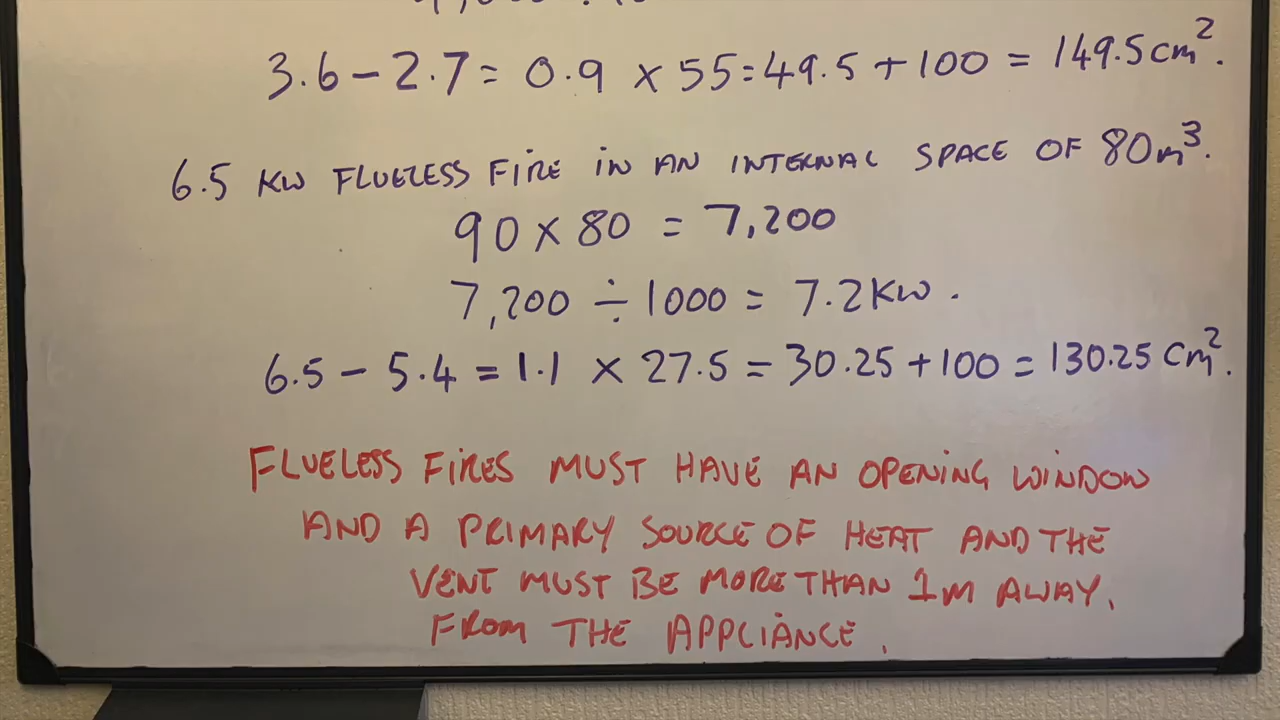 3.6 - 2.7 = 0.9 × 55 = 49.5 + 100 = 149.5 cm².
6.5 KW FLUELESS FIRE IN AN INTERNAL SPACE OF 80m³.
90 × 80 = 7,200
7,200 ÷ 1000 = 7.2 KW.
6.5 - 5.4 = 1.1 × 27.5 = 30.25 + 100 = 130.25 cm².
FLUELESS FIRES MUST HAVE AN OPENING WINDOW
AND A PRIMARY SOURCE OF HEAT AND THE
VENT MUST BE MORE THAN 1M AWAY.
FROM THE APPLIANCE.